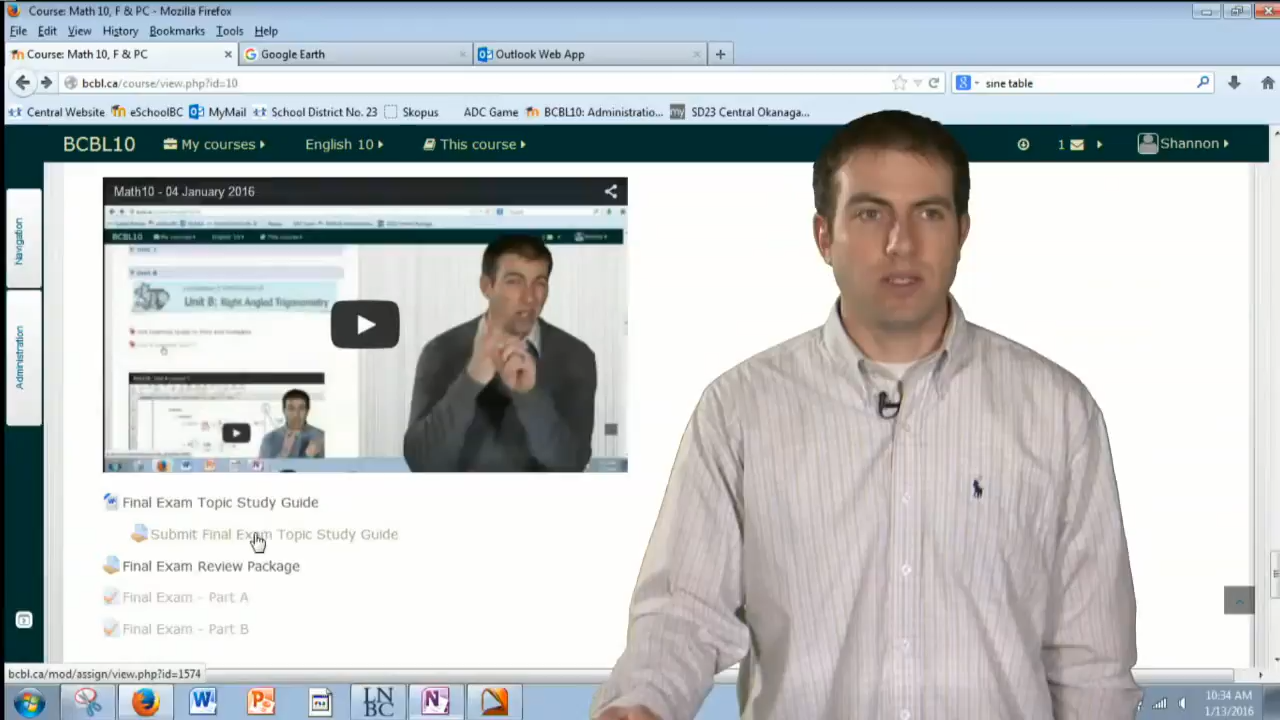 Course: Math 10, F & PC - Mozilla Firefox
File Edit View History Bookmarks Tools Help
Course: Math 10, F & PC × Google Earth × Outlook Web App × +
bcbl.ca/course/view.php?id=10 sine table
Central Website eSchoolBC MyMail School District No. 23 Skopus ADC Game BCBL10: Administratio... my SD23 Central Okanaga...
BCBL10 My courses English 10 This course 1 Shannon
Navigation
Administration
Math10 - 04 January 2016
BCBL10
Unit 8: Right Angled Trigonometry
Final Exam Topic Study Guide
Submit Final Exam Topic Study Guide
Final Exam Review Package
Final Exam - Part A
Final Exam - Part B
bcbl.ca/mod/assign/view.php?id=1574
LN
BC
10:34 AM
1/13/2016